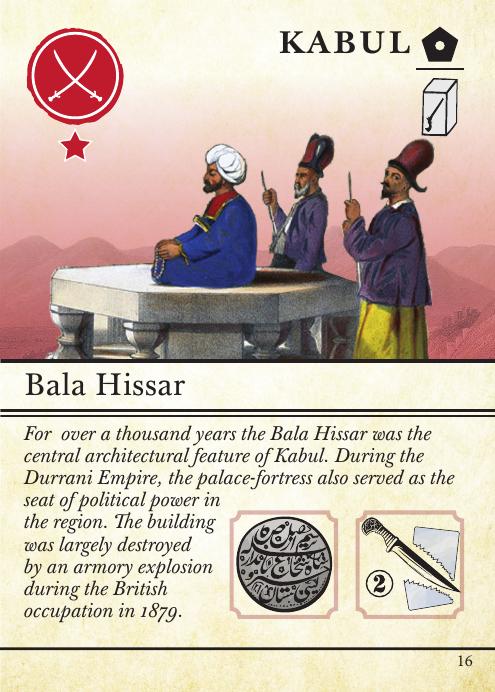 KABUL
Bala Hissar
For over a thousand years the Bala Hissar was the
central architectural feature of Kabul. During the
Durrani Empire, the palace-fortress also served as the
seat of political power in
the region. The building
was largely destroyed
by an armory explosion
during the British
occupation in 1879.
2
16